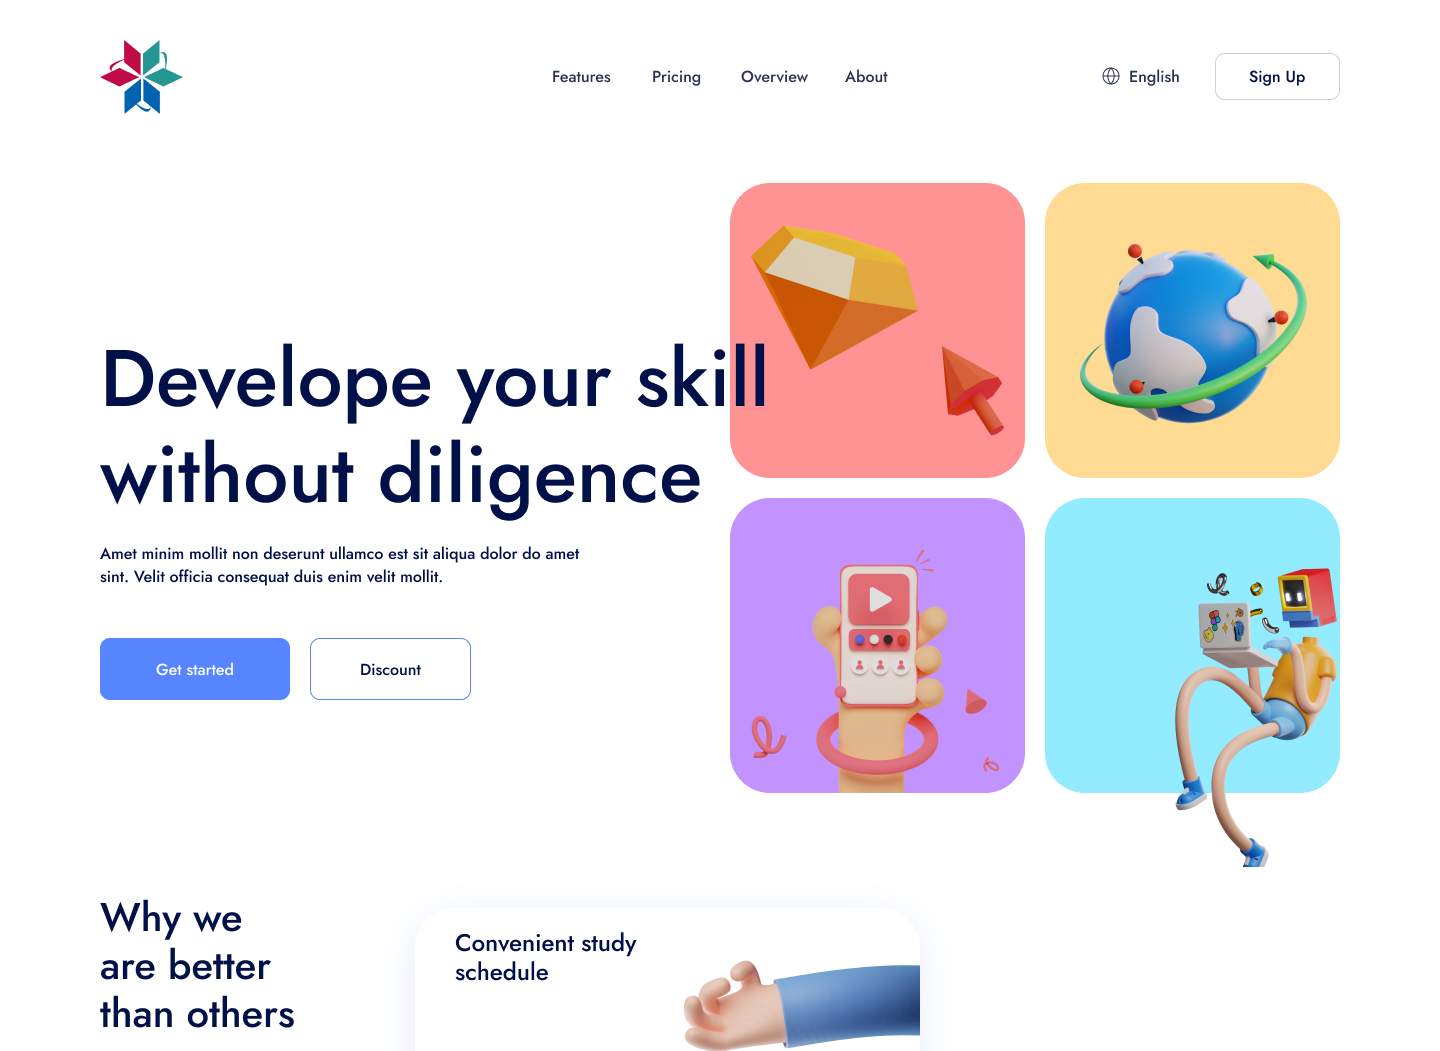 Features
Pricing
Overview
About
English
Sign Up
Develope your skill
without diligence
Amet minim mollit non deserunt ullamco est sit aliqua dolor do amet
sint. Velit officia consequat duis enim velit mollit.
Get started
Discount
Why we
are better
than others
Convenient study
schedule